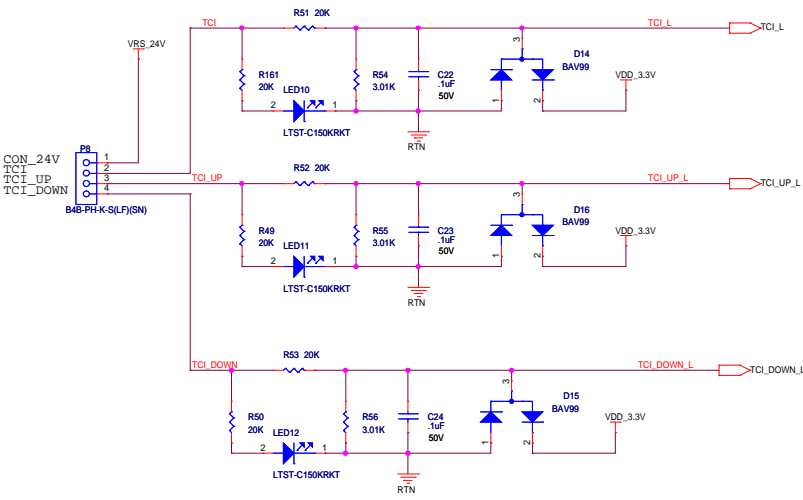 R51 20K
TCI
TCI_L
TCI_L
VRS_24V
3
D14
BAV99
R161
20K
LED10
2
1
LTST-C150KRKT
R54
3.01K
C22
.1uF
50V
1
2
VDD_3.3V
RTN
P8
CON_24V
TCI
TCI_UP
TCI_DOWN
1
2
3
4
B4B-PH-K-S(LF)(SN)
R52 20K
TCI_UP
TCI_UP_L
TCI_UP_L
3
D16
BAV99
R49
20K
LED11
2
1
LTST-C150KRKT
R55
3.01K
C23
.1uF
50V
1
2
VDD_3.3V
RTN
R53 20K
TCI_DOWN
TCI_DOWN_L
TCI_DOWN_L
3
D15
BAV99
R50
20K
LED12
2
1
LTST-C150KRKT
R56
3.01K
C24
.1uF
50V
1
2
VDD_3.3V
RTN